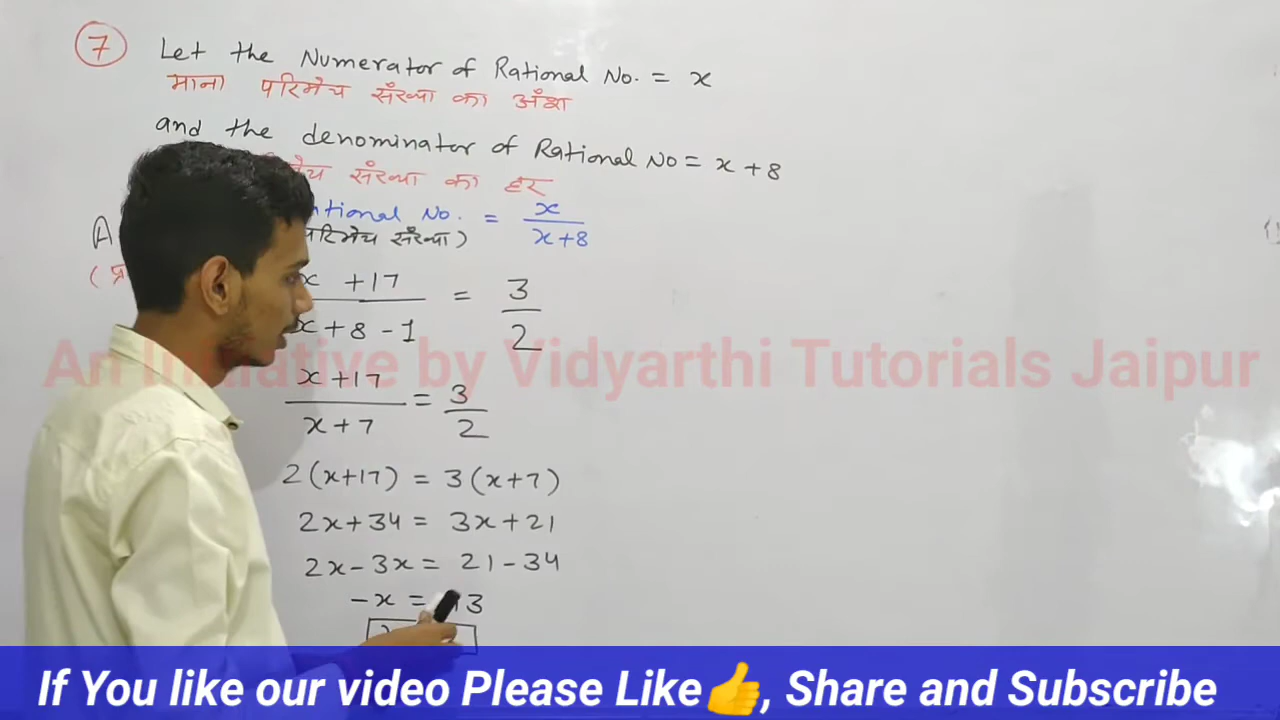 7 Let the Numerator of Rational No. = x
माना परिमेय संख्या का अंश
and the denominator of Rational No = x + 8
संख्या का हर
No. = x/(x+8)
परिमेय संख्या)
x + 17 / x + 8 - 1 = 3/2
x + 17 / x + 7 = 3/2
2(x+17) = 3(x+7)
2x + 34 = 3x + 21
2x - 3x = 21 - 34
-x =
An Initiative by Vidyarthi Tutorials Jaipur
If You like our video Please Like👍, Share and Subscribe